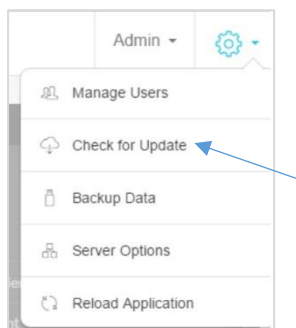 Admin
Manage Users
Check for Update
Backup Data
Server Options
Reload Application